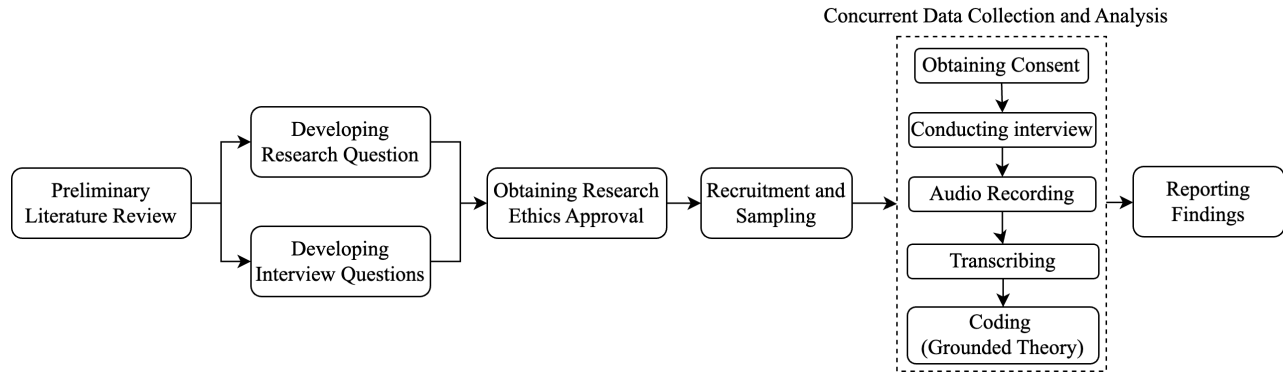 Concurrent Data Collection and Analysis
Preliminary
Literature Review
Developing
Research Question
Developing
Interview Questions
Obtaining Research
Ethics Approval
Recruitment and
Sampling
Obtaining Consent
Conducting interview
Audio Recording
Transcribing
Coding
(Grounded Theory)
Reporting
Findings